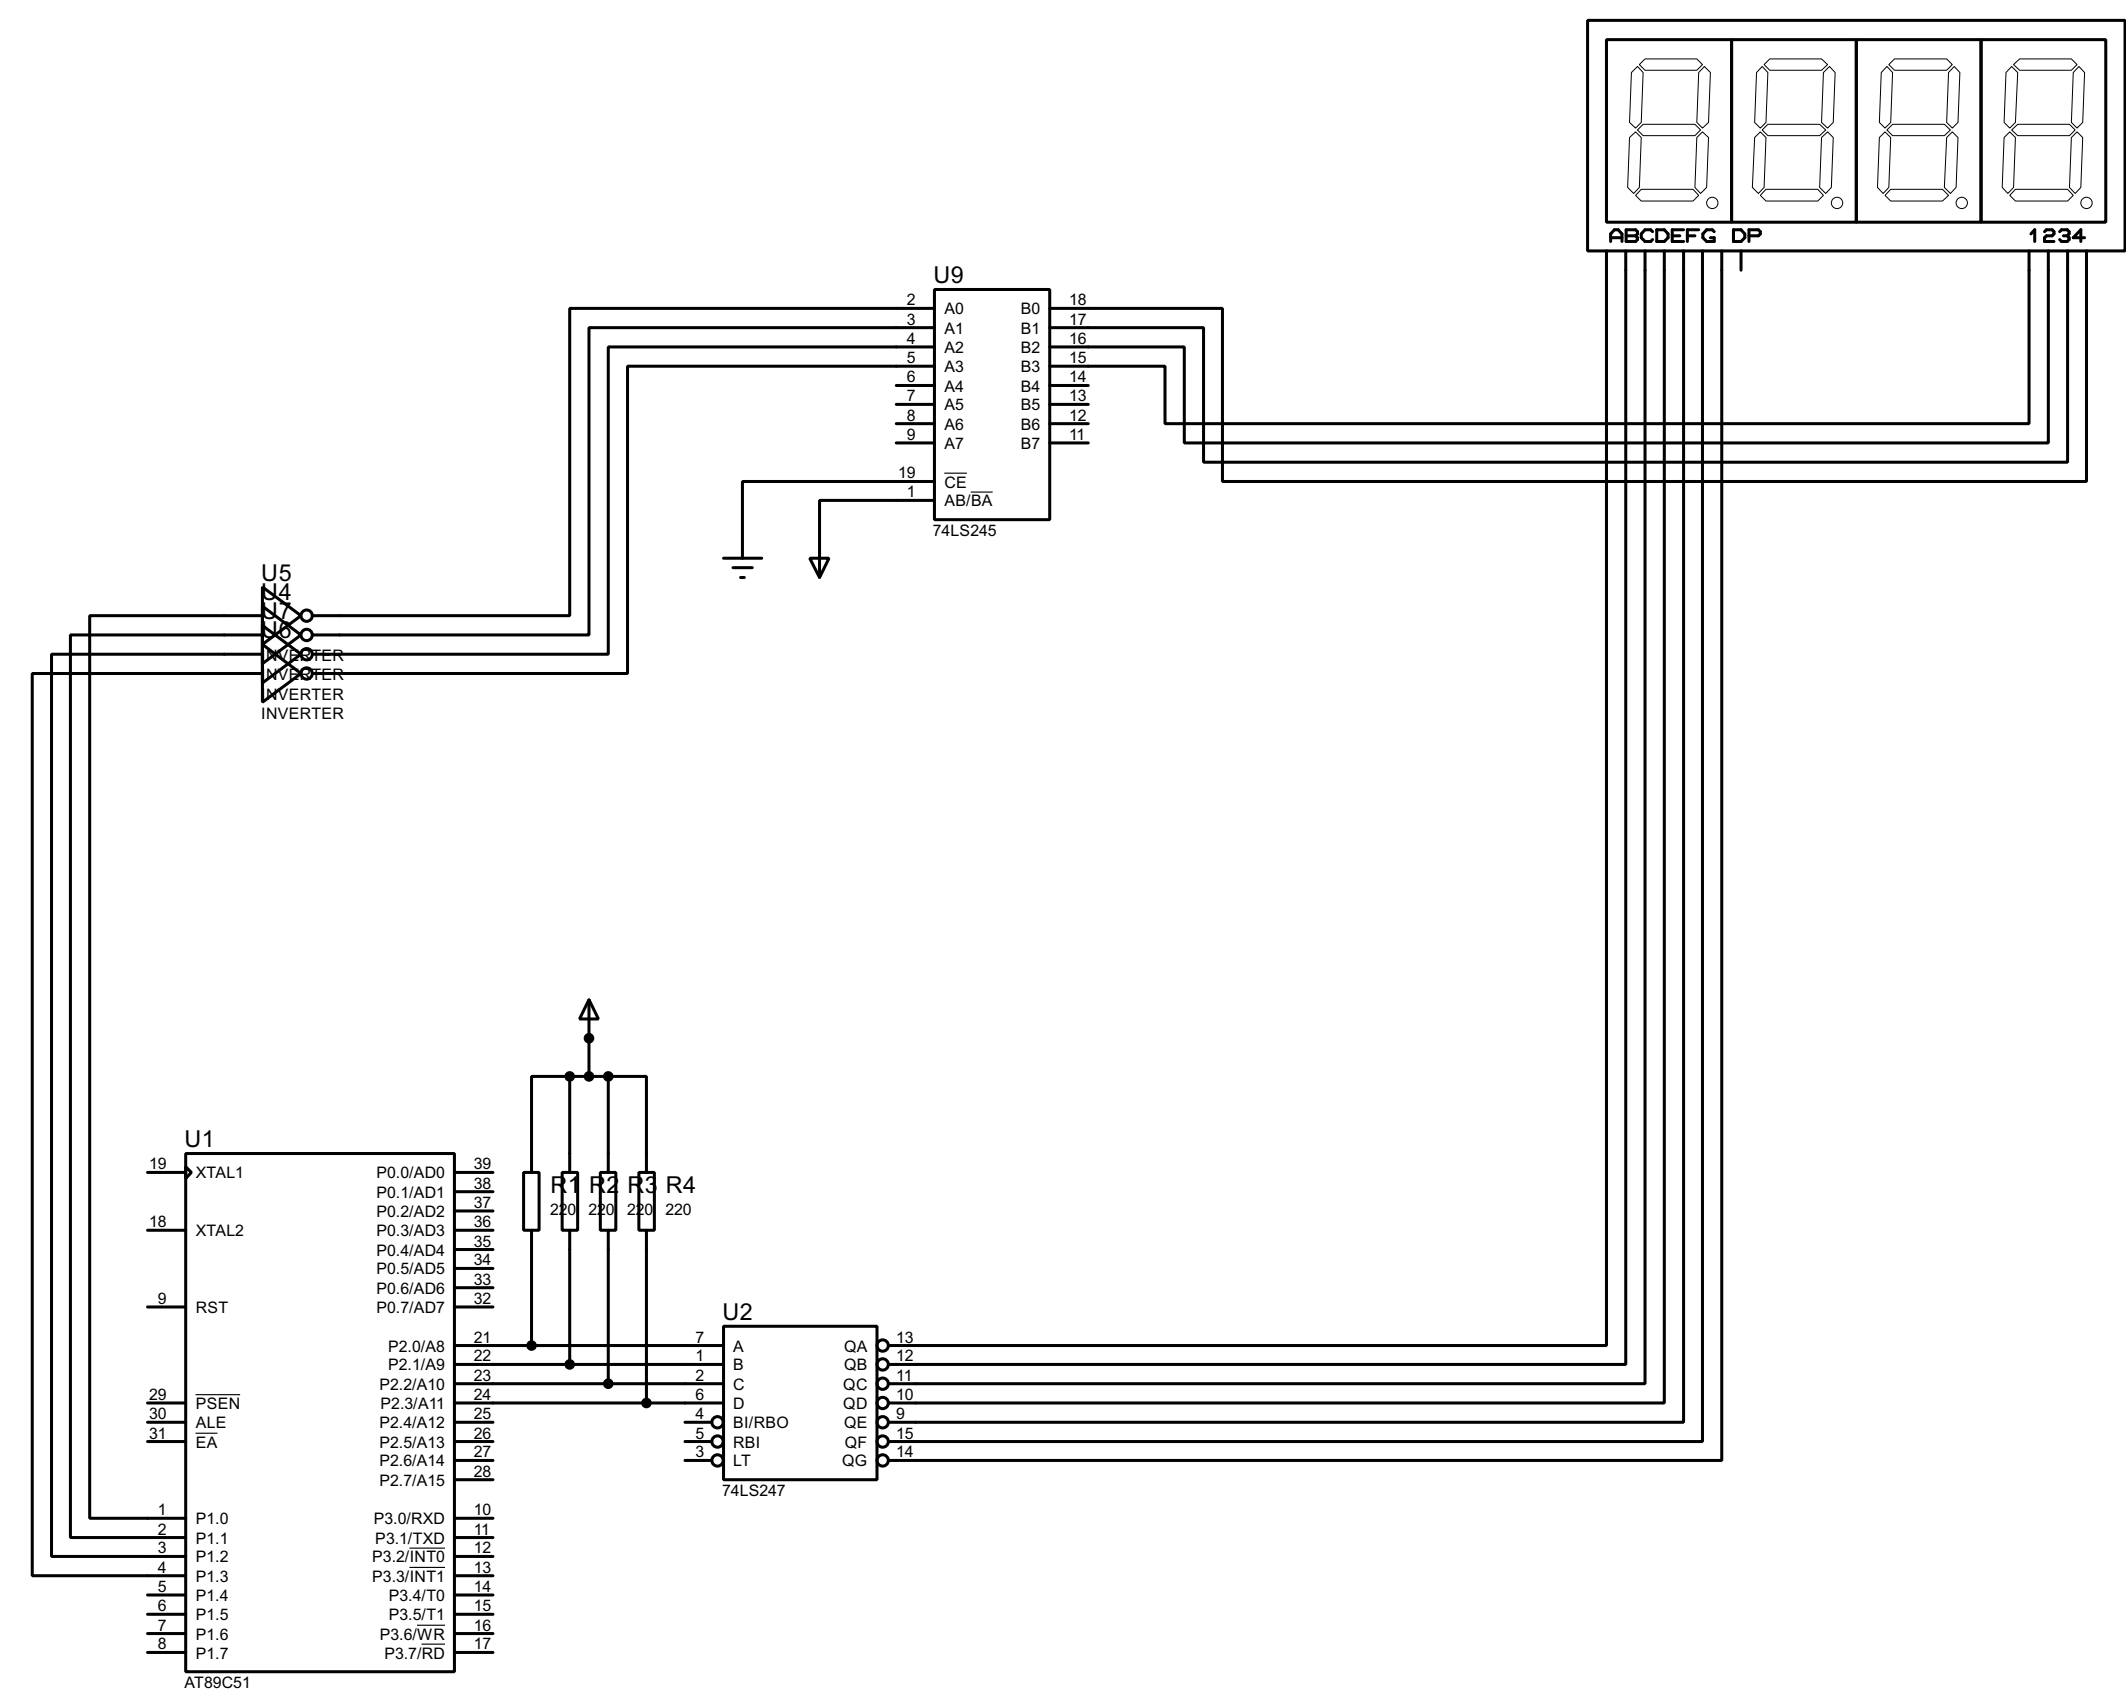 ABCDEFG DP 1234
U9
2 A0 B0 18
3 A1 B1 17
4 A2 B2 16
5 A3 B3 15
6 A4 B4 14
7 A5 B5 13
8 A6 B6 12
9 A7 B7 11
19 CE
1 AB/BA
74LS245
U5
U4
U7
U6
INVERTER
INVERTER
INVERTER
INVERTER
U1
19 XTAL1 P0.0/AD0 39
P0.1/AD1 38
P0.2/AD2 37
18 XTAL2 P0.3/AD3 36
P0.4/AD4 35
P0.5/AD5 34
P0.6/AD6 33
9 RST P0.7/AD7 32
P2.0/A8 21
P2.1/A9 22
P2.2/A10 23
29 PSEN P2.3/A11 24
30 ALE P2.4/A12 25
31 EA P2.5/A13 26
P2.6/A14 27
P2.7/A15 28
1 P1.0 P3.0/RXD 10
2 P1.1 P3.1/TXD 11
3 P1.2 P3.2/INT0 12
4 P1.3 P3.3/INT1 13
5 P1.4 P3.4/T0 14
6 P1.5 P3.5/T1 15
7 P1.6 P3.6/WR 16
8 P1.7 P3.7/RD 17
AT89C51
R1 R2 R3 R4
220 220 220 220
U2
7 A QA 13
1 B QB 12
2 C QC 11
6 D QD 10
4 BI/RBO QE 9
5 RBI QF 15
3 LT QG 14
74LS247